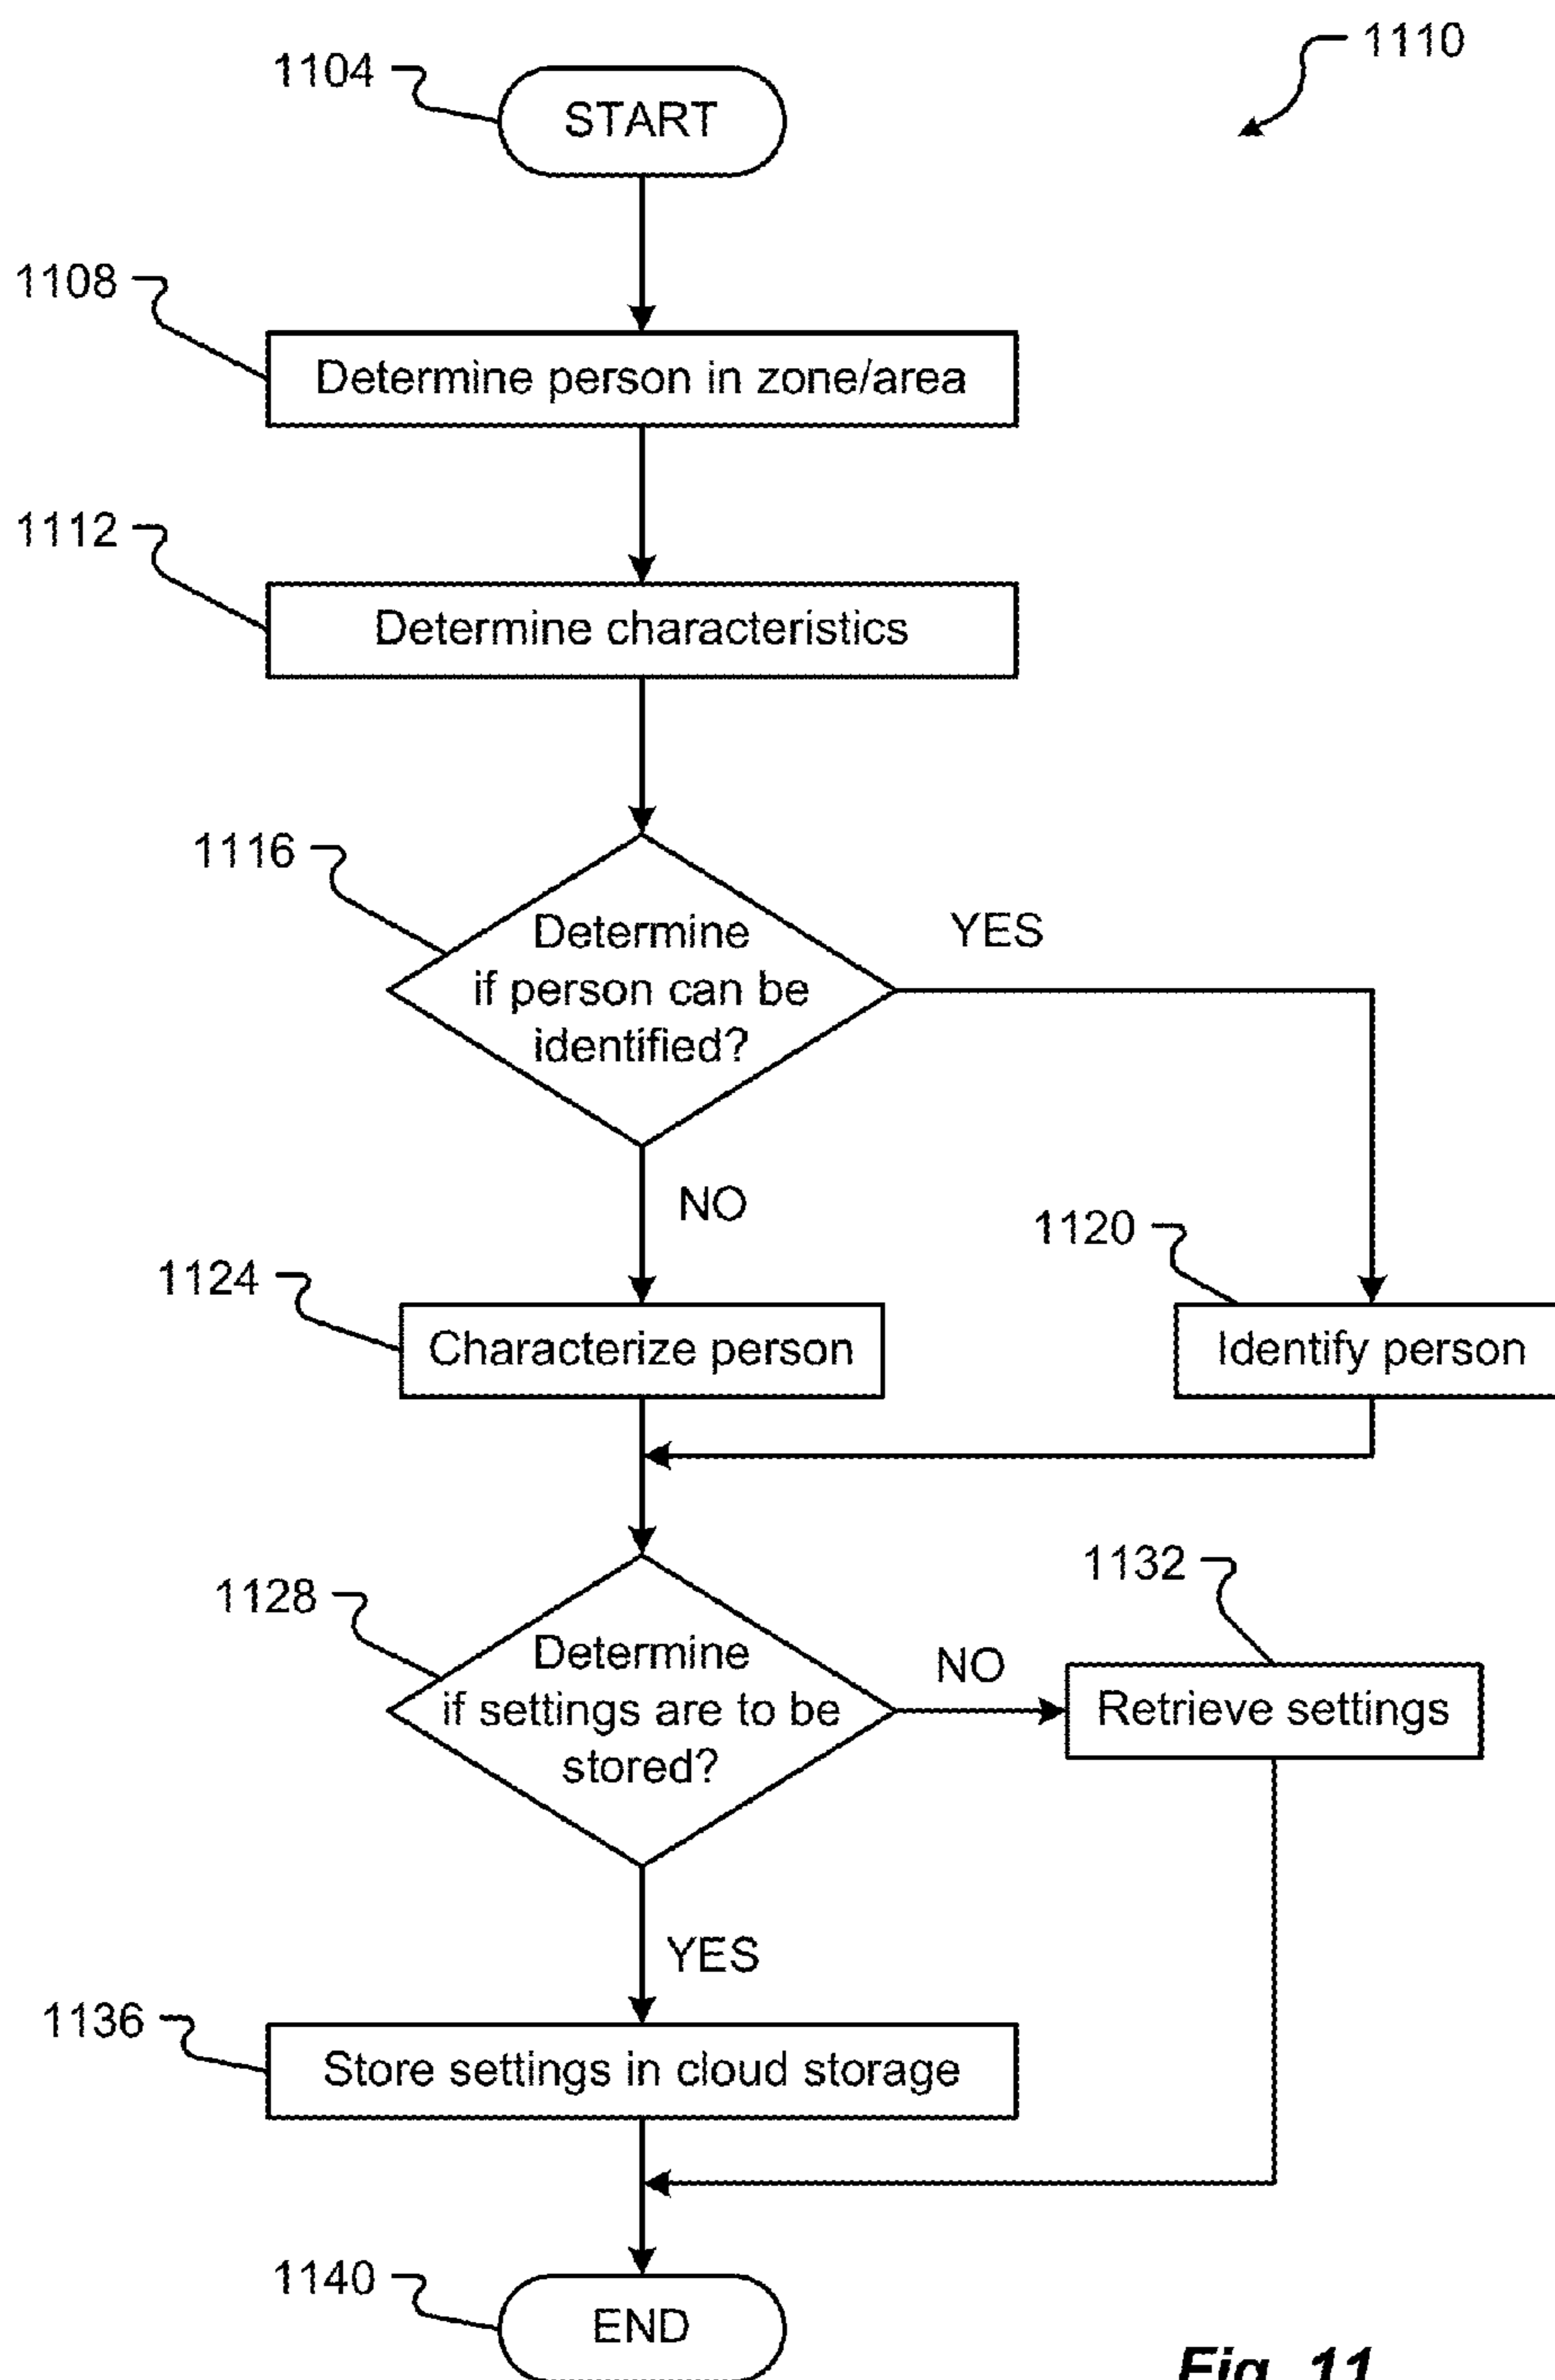 1110
1104
START
1108
Determine person in zone/area
1112
Determine characteristics
1116
Determine
if person can be
identified?
YES
NO
1120
1124
Characterize person
Identify person
1128
Determine
if settings are to be
stored?
NO
1132
Retrieve settings
YES
1136
Store settings in cloud storage
1140
END
Fig. 11